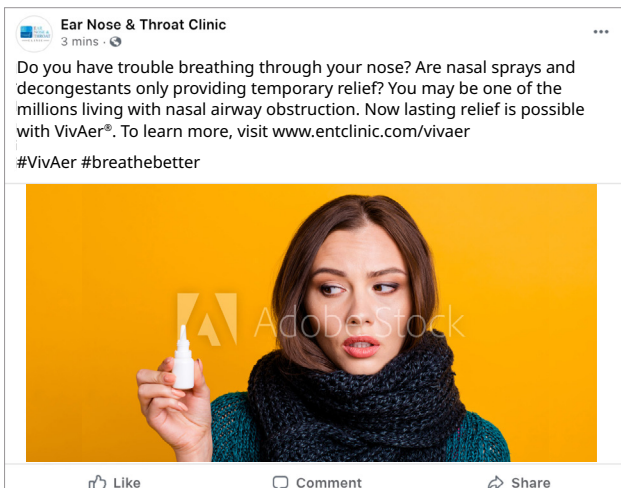 Ear Nose & Throat Clinic
3 mins ·
Do you have trouble breathing through your nose? Are nasal sprays and
decongestants only providing temporary relief? You may be one of the
millions living with nasal airway obstruction. Now lasting relief is possible
with VivAer®. To learn more, visit www.entclinic.com/vivaer
#VivAer #breathebetter
Adobe Stock
Like Comment Share